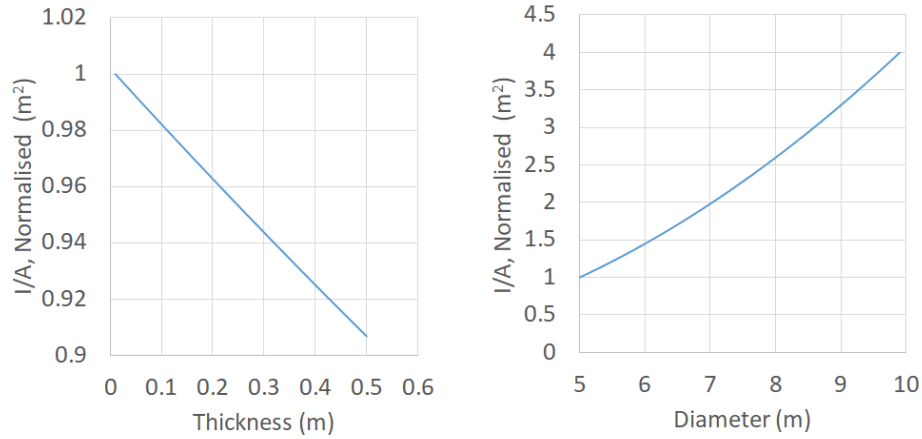 I/A, Normalised (m²)
1.02
1
0.98
0.96
0.94
0.92
0.9
0 0.1 0.2 0.3 0.4 0.5 0.6
Thickness (m)
I/A, Normalised (m²)
4.5
4
3.5
3
2.5
2
1.5
1
0.5
0
5 6 7 8 9 10
Diameter (m)